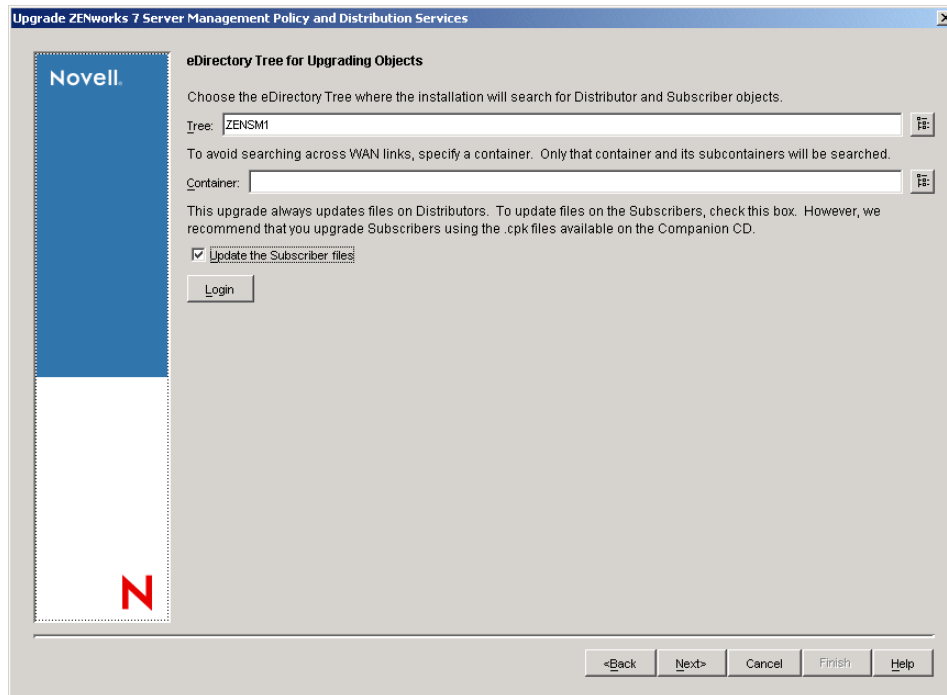 Upgrade ZENworks 7 Server Management Policy and Distribution Services
Novell.
eDirectory Tree for Upgrading Objects
Choose the eDirectory Tree where the installation will search for Distributor and Subscriber objects.
Tree: ZENSM1
To avoid searching across WAN links, specify a container. Only that container and its subcontainers will be searched.
Container:
This upgrade always updates files on Distributors. To update files on the Subscribers, check this box. However, we
recommend that you upgrade Subscribers using the .cpk files available on the Companion CD.
Update the Subscriber files
Login
N
<Back Next> Cancel Finish Help